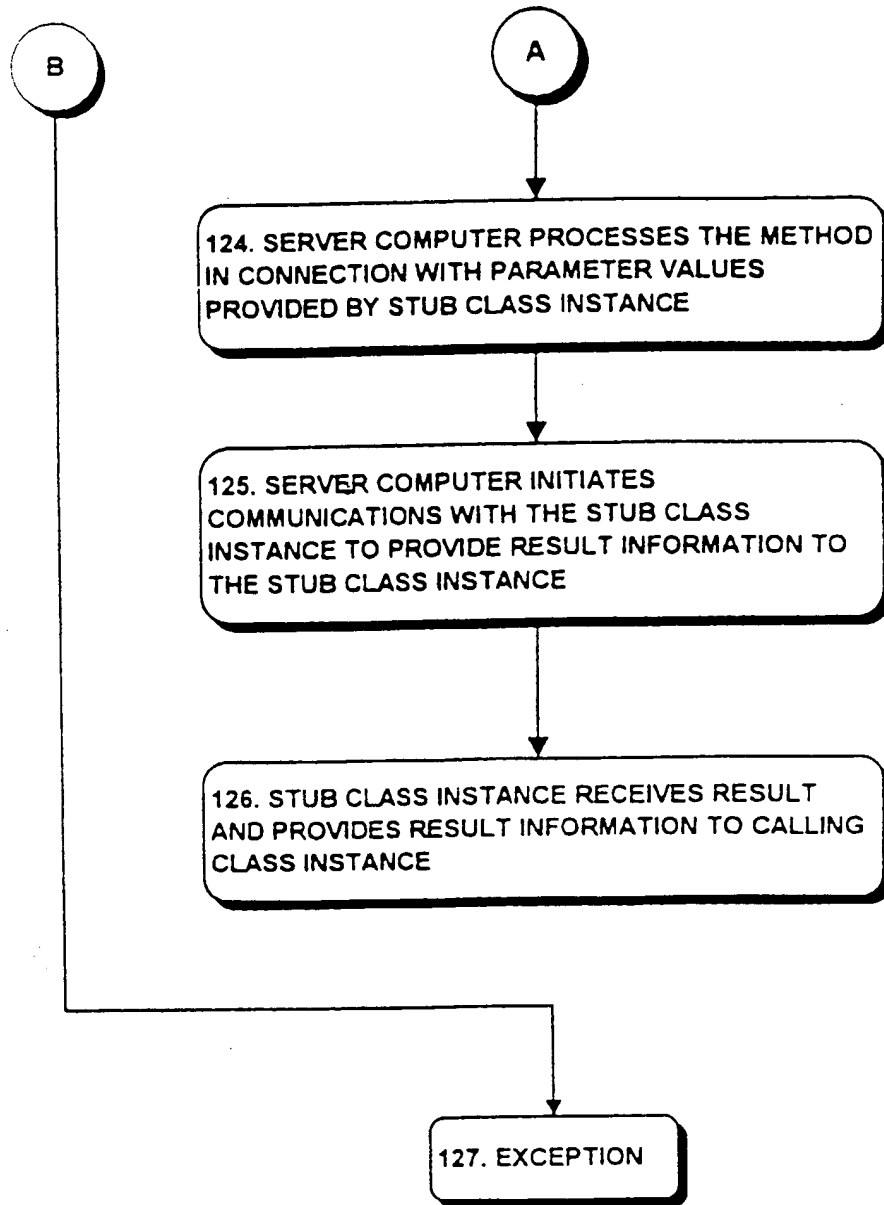 B
A
124. SERVER COMPUTER PROCESSES THE METHOD
IN CONNECTION WITH PARAMETER VALUES
PROVIDED BY STUB CLASS INSTANCE
125. SERVER COMPUTER INITIATES
COMMUNICATIONS WITH THE STUB CLASS
INSTANCE TO PROVIDE RESULT INFORMATION TO
THE STUB CLASS INSTANCE
126. STUB CLASS INSTANCE RECEIVES RESULT
AND PROVIDES RESULT INFORMATION TO CALLING
CLASS INSTANCE
127. EXCEPTION